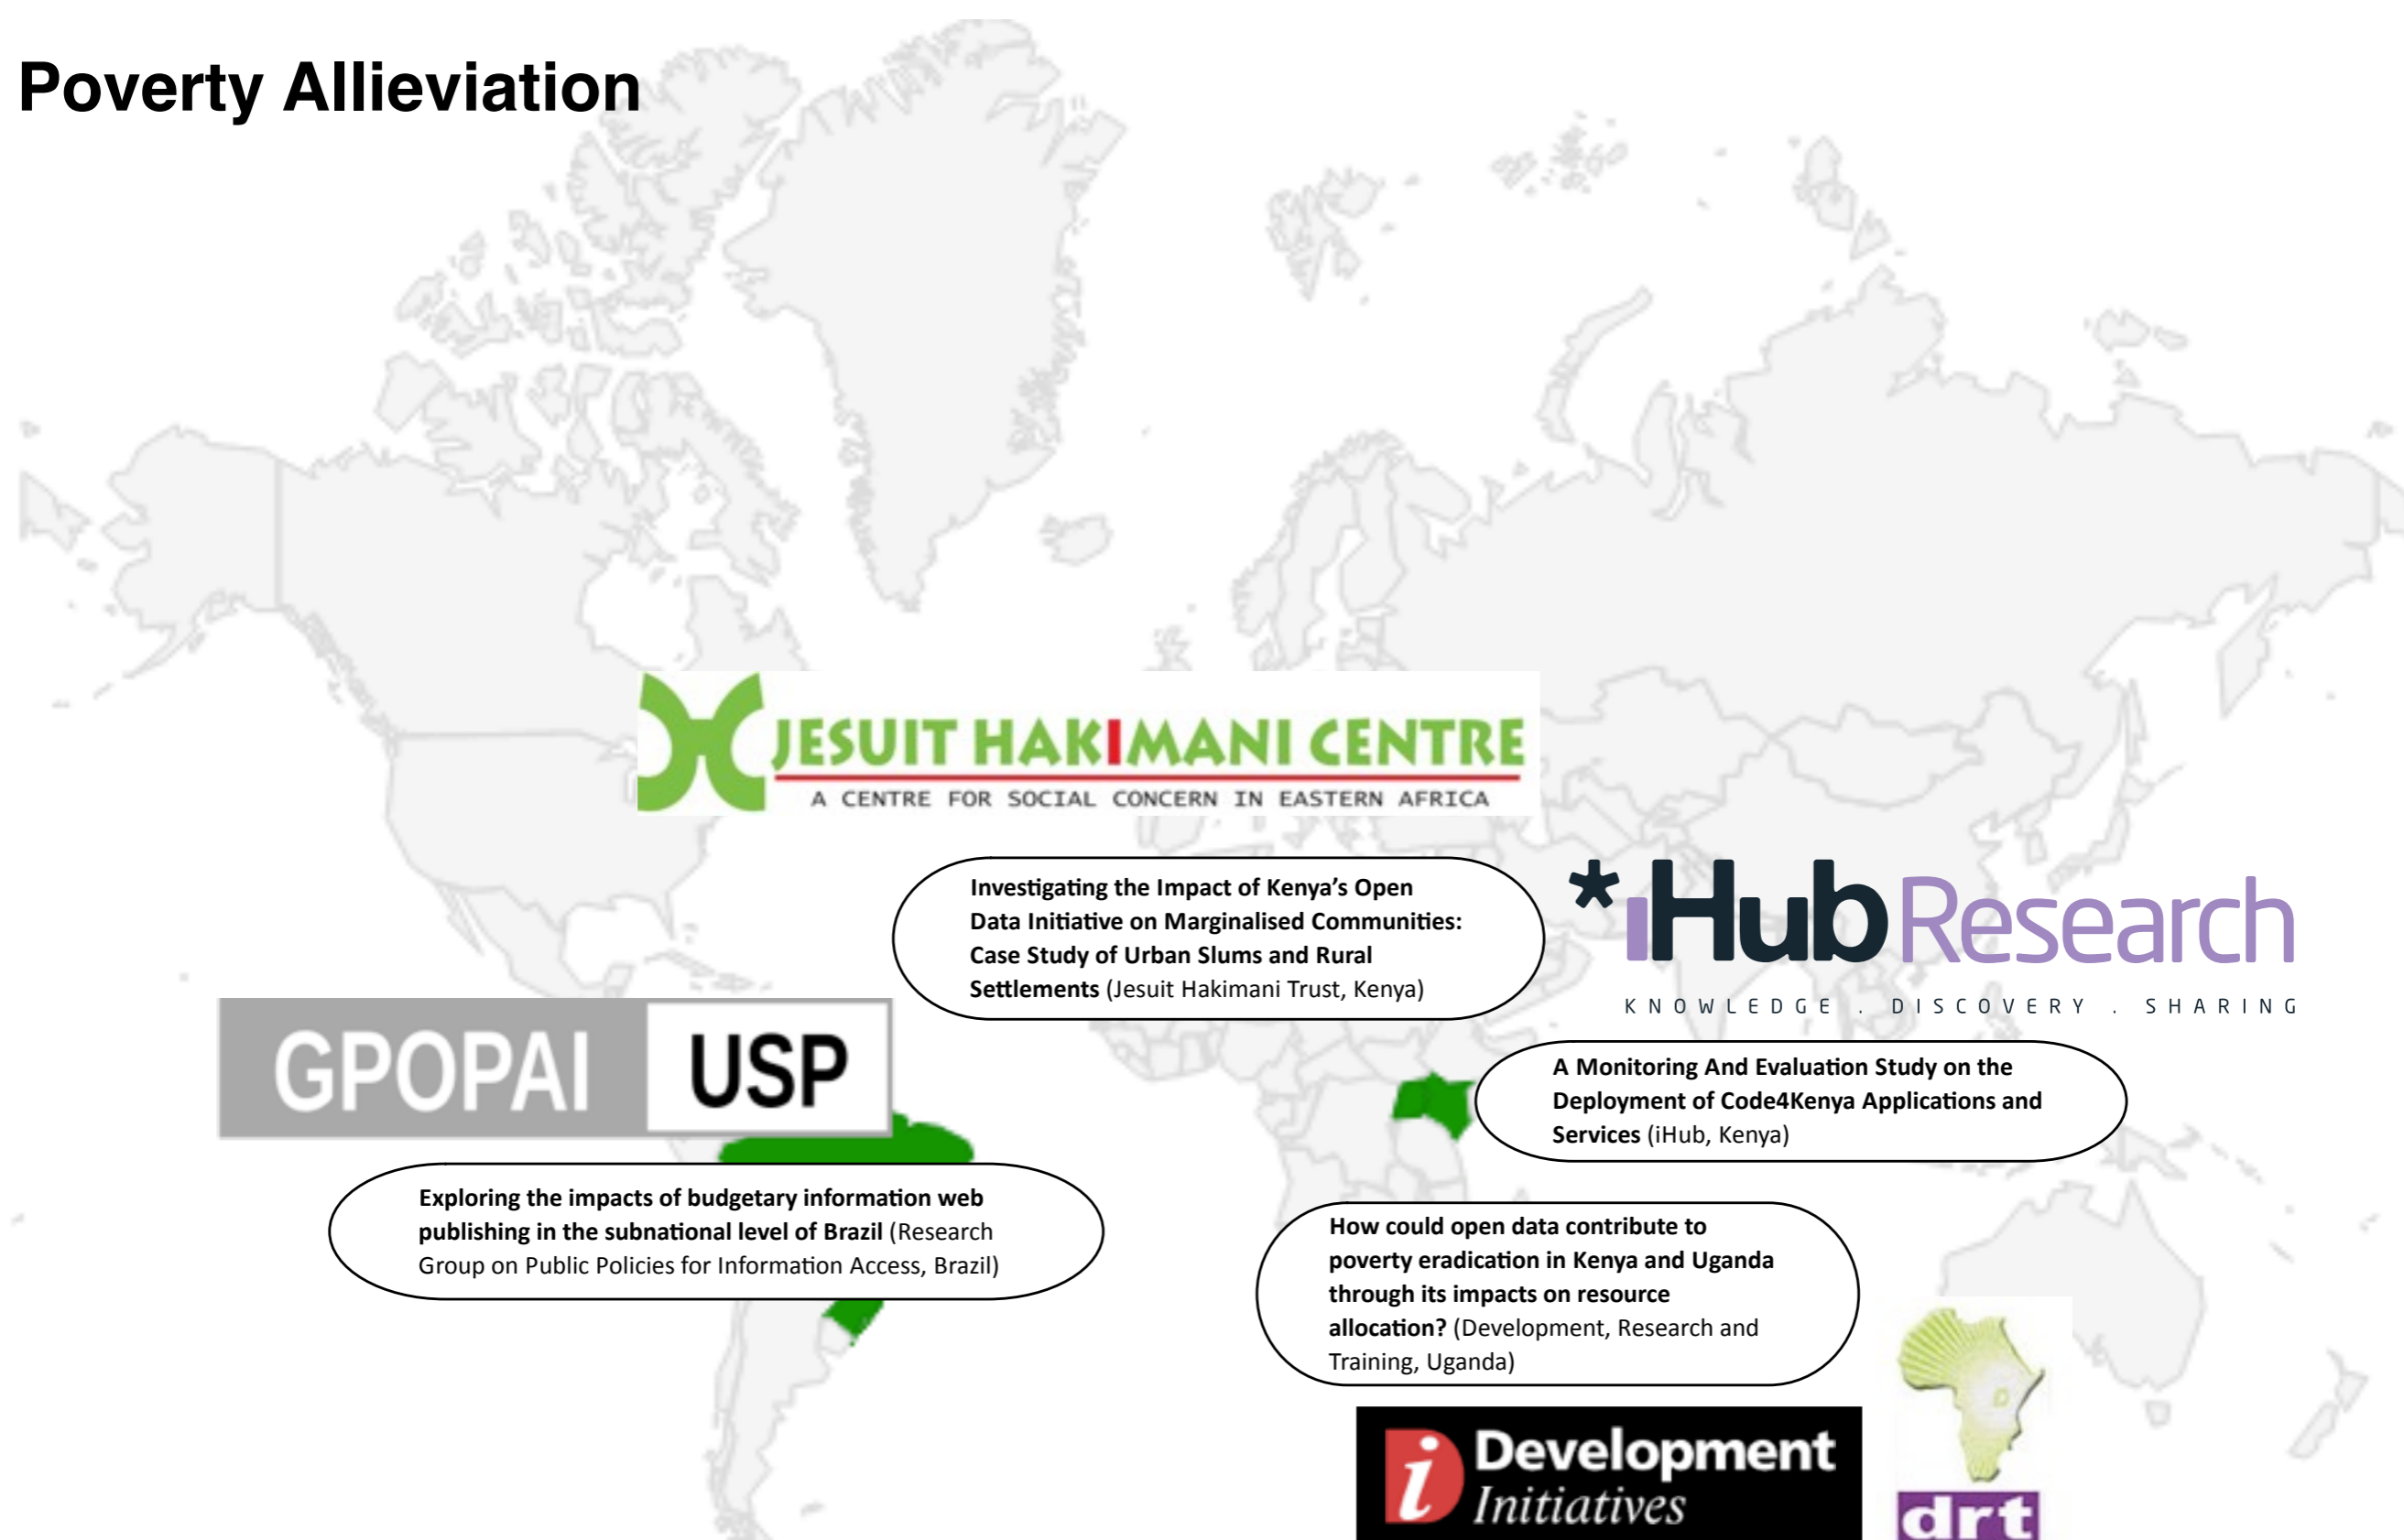 Poverty Allieviation
JESUIT HAKIMANI CENTRE
A CENTRE FOR SOCIAL CONCERN IN EASTERN AFRICA
Investigating the Impact of Kenya's Open
Data Initiative on Marginalised Communities:
Case Study of Urban Slums and Rural
Settlements (Jesuit Hakimani Trust, Kenya)
*iHub Research
KNOWLEDGE . DISCOVERY . SHARING
GPOPAI USP
A Monitoring And Evaluation Study on the
Deployment of Code4Kenya Applications and
Services (iHub, Kenya)
Exploring the impacts of budgetary information web
publishing in the subnational level of Brazil (Research
Group on Public Policies for Information Access, Brazil)
How could open data contribute to
poverty eradication in Kenya and Uganda
through its impacts on resource
allocation? (Development, Research and
Training, Uganda)
i Development
Initiatives
drt